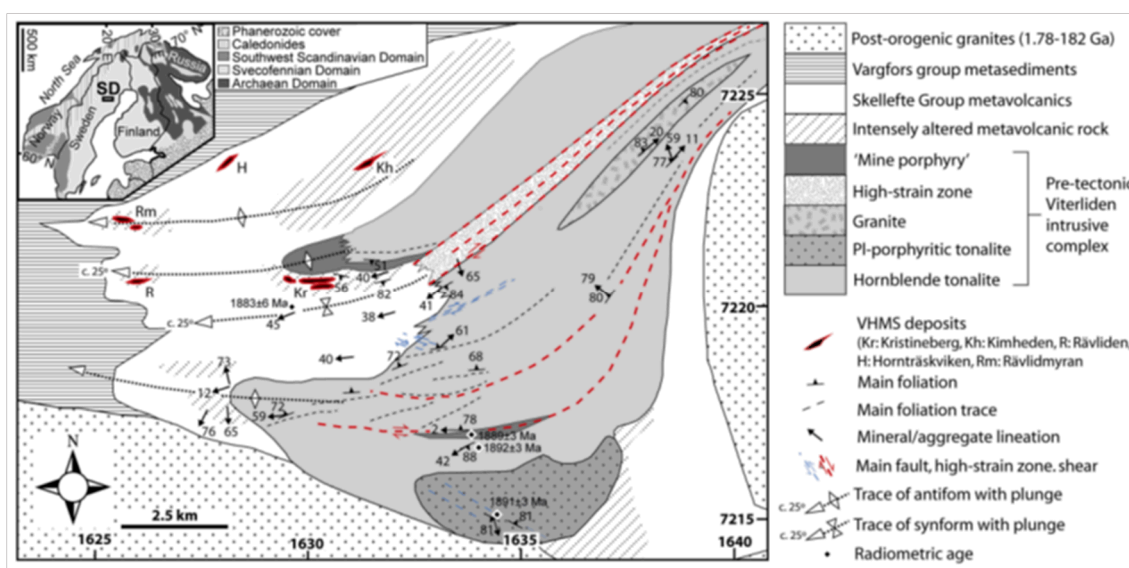 500 km
North Sea
20°
E
30°
E
70°
Russia
SD
Norway
Sweden
Finland
60° N
Phanerozoic cover
Caledonides
Southwest Scandinavian Domain
Svecofennian Domain
Archaean Domain
H
Kh
Rm
c. 25°
R
Kr
51
40
56
82
65
84
41
1883±6 Ma
c. 25°
45
38
61
40
72
68
73
12
72
59
76
65
2
78
1889±3 Ma
1892±3 Ma
42
88
1891±3 Ma
81
81
80
20
83
59
11
77
79
80
7225
7220
7215
N
2.5 km
1625
1630
1635
1640
Post-orogenic granites (1.78-182 Ga)
Vargfors group metasediments
Skellefte Group metavolcanics
Intensely altered metavolcanic rock
'Mine porphyry'
High-strain zone
Granite
Pl-porphyritic tonalite
Hornblende tonalite
Pre-tectonic
Viterliden
intrusive
complex
VHMS deposits
(Kr: Kristineberg, Kh: Kimheden, R: Rävliden,
H: Hornträskviken, Rm: Rävlidmyran
Main foliation
Main foliation trace
Mineral/aggregate lineation
Main fault, high-strain zone. shear
c. 25° Trace of antifom with plunge
c. 25° Trace of synform with plunge
Radiometric age